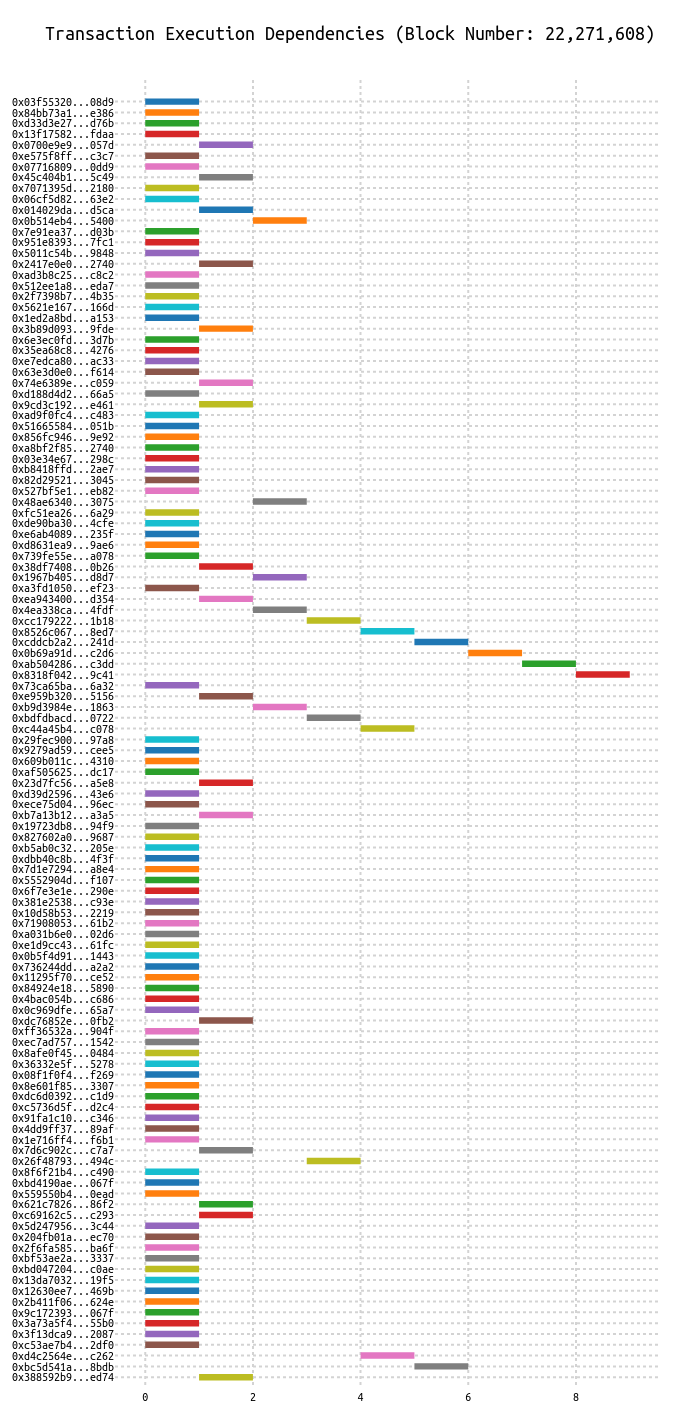 Transaction Execution Dependencies (Block Number: 22,271,608)
0x03f55320...08d9
0x84bb73a1...e386
0xd33d3e27...d76b
0x13f17582...fdaa
0x0700e9e9...057d
0xe575f8ff...c3c7
0x07716809...0dd9
0x45c404b1...5c49
0x7071395d...2180
0x06cf5d82...63e2
0x014029da...d5ca
0x0b514eb4...5400
0x7e91ea37...d03b
0x951e8393...7fc1
0x5011c54b...9848
0x2417e0e0...2740
0xad3b8c25...c8c2
0x512ee1a8...eda7
0x2f7398b7...4b35
0x5621e167...166d
0x1ed2a8bd...a153
0x3b89d093...9fde
0x6e3ec0fd...3d7b
0x35ea68c8...4276
0xe7edca80...ac33
0x63e3d0e0...f614
0x74e6389e...c059
0xd188d4d2...66a5
0x9cd3c192...e461
0xad9f0fc4...c483
0x51665584...051b
0x856fc946...9e92
0xa8bf2f85...2740
0x03e34e67...298c
0xb8418ffd...2ae7
0x82d29521...3045
0x527bf5e1...eb82
0x48ae6340...3075
0xfc51ea26...6a29
0xde90ba30...4cfe
0xe6ab4089...235f
0xd8631ea9...9ae6
0x739fe55e...a078
0x38df7408...0b26
0x1967b405...d8d7
0xa3fd1050...ef23
0xea943400...d354
0x4ea338ca...4fdf
0xcc179222...1b18
0x8526c067...8ed7
0xcddcb2a2...241d
0x0b69a91d...c2d6
0xab504286...c3dd
0x8318f042...9c41
0x73ca65ba...6a32
0xe959b320...5156
0xb9d3984e...1863
0xbdfdbacd...0722
0xc44a45b4...c078
0x29fec900...97a8
0x9279ad59...cee5
0x609b011c...4310
0xaf505625...dc17
0x23d7fc56...a5e8
0xd39d2596...43e6
0xece75d04...96ec
0xb7a13b12...a3a5
0x19723db8...94f9
0x827602a0...9687
0xb5ab0c32...205e
0xdbb40c8b...4f3f
0x7d1e7294...a8e4
0x5552904d...f107
0x6f7e3e1e...290e
0x381e2538...c93e
0x10d58b53...2219
0x71908053...61b2
0xa031b6e0...02d6
0xe1d9cc43...61fc
0x0b5f4d91...1443
0x736244dd...a2a2
0x11295f70...ce52
0x84924e18...5890
0x4bac054b...c686
0x0c969dfe...65a7
0xdc76852e...0fb2
0xff36532a...904f
0xec7ad757...1542
0x8afe0f45...0484
0x36332e5f...5278
0x08f1f0f4...f269
0x8e601f85...3307
0xdc6d0392...c1d9
0xc5736d5f...d2c4
0x91fa1c10...c346
0x4dd9ff37...89af
0x1e716ff4...f6b1
0x7d6c902c...c7a7
0x26f48793...494c
0x8f6f21b4...c490
0xbd4190ae...067f
0x559550b4...0ead
0x621c7826...86f2
0xc69162c5...c293
0x5d247956...3c44
0x204fb01a...ec70
0x2f6fa585...ba6f
0xbf53ae2a...3337
0xbd047204...c0ae
0x13da7032...19f5
0x12630ee7...469b
0x2b411f06...624e
0x9c172393...067f
0x3a73a5f4...55b0
0x3f13dca9...2087
0xc53ae7b4...2df0
0xd4c2564e...c262
0xbc5d541a...8bdb
0x388592b9...ed74
0 2 4 6 8